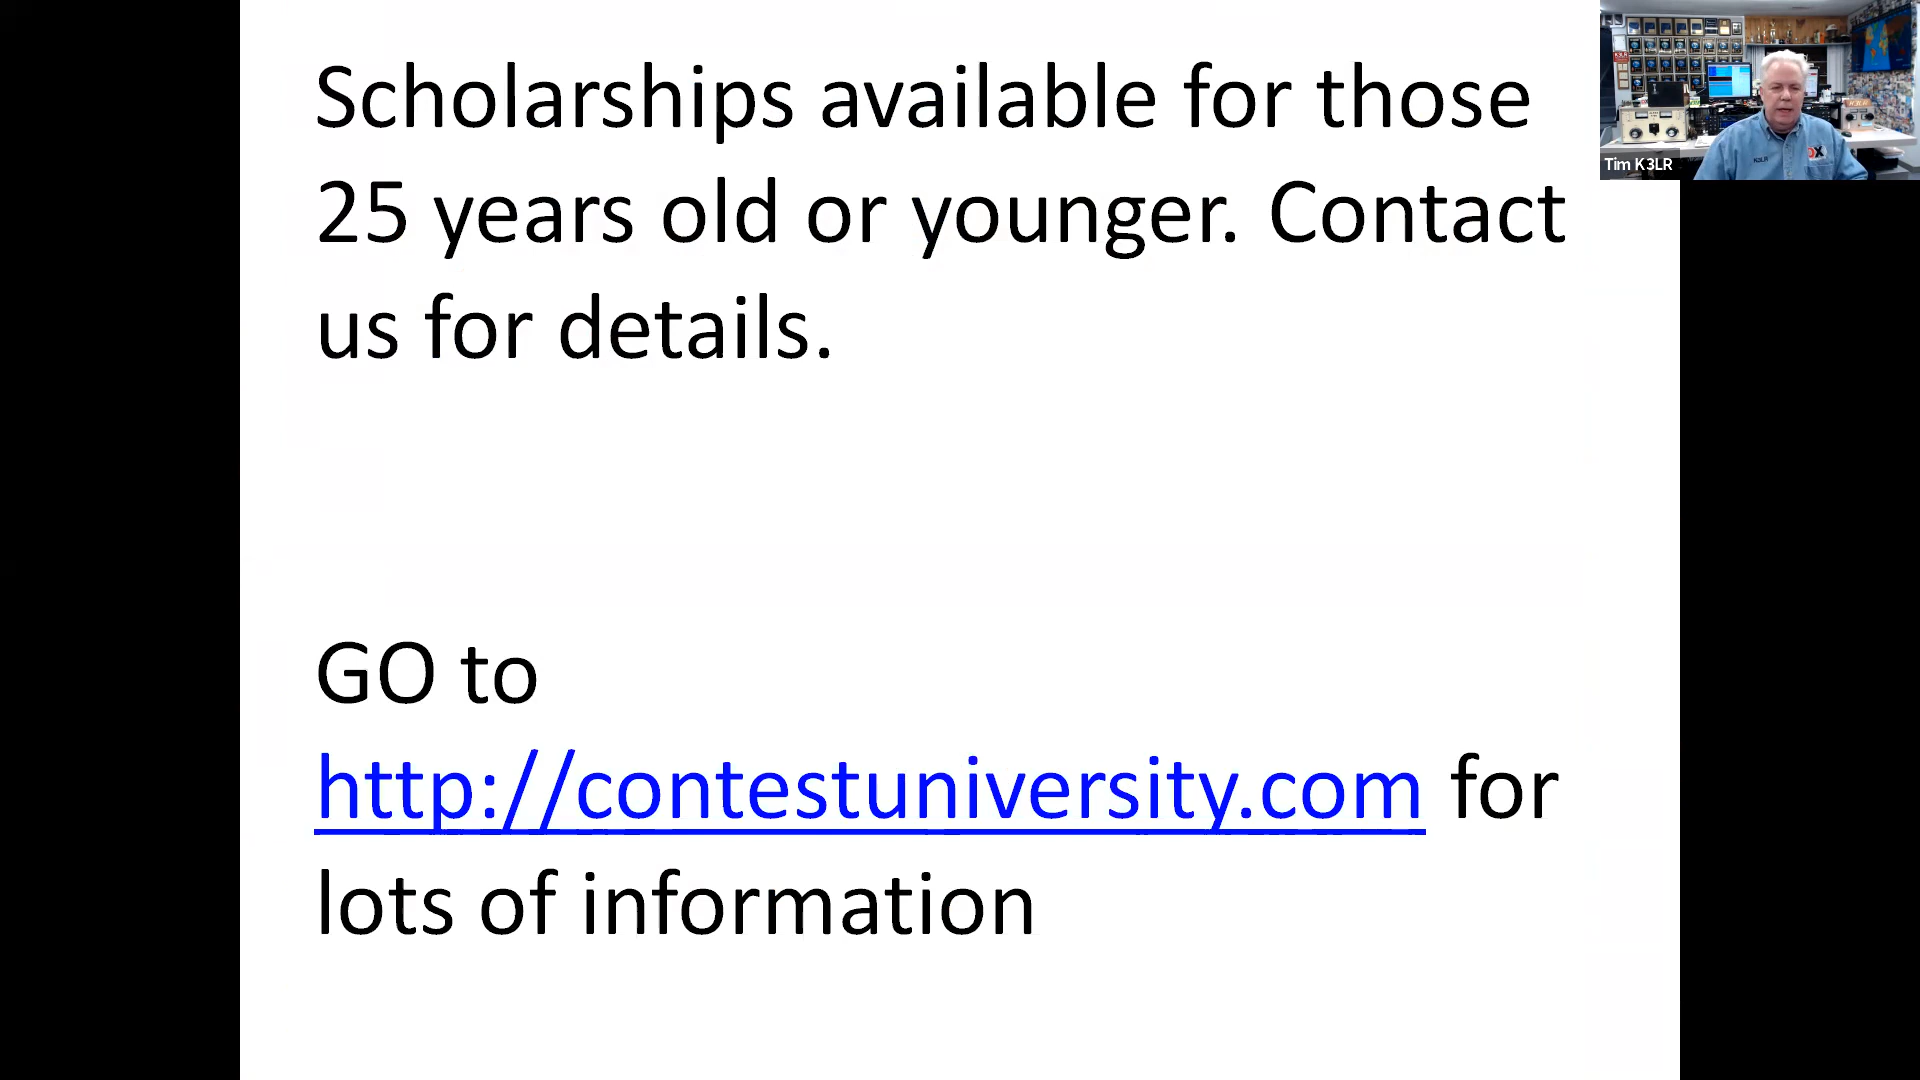 Scholarships available for those
25 years old or younger. Contact
us for details.
GO to
http://contestuniversity.com for
lots of information
Tim K3LR
K3LR